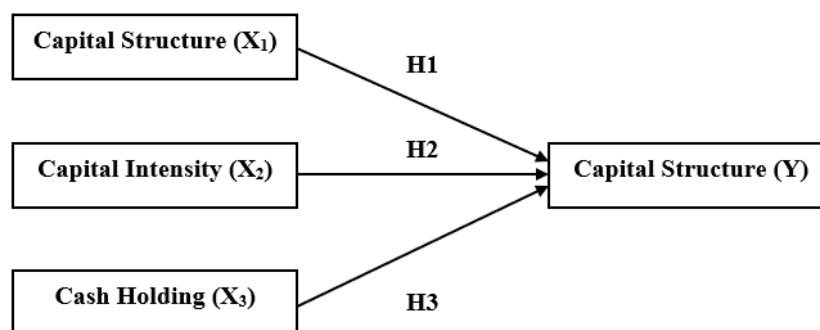 Capital Structure (X₁)
H1
Capital Intensity (X₂)
H2
Capital Structure (Y)
Cash Holding (X₃)
H3